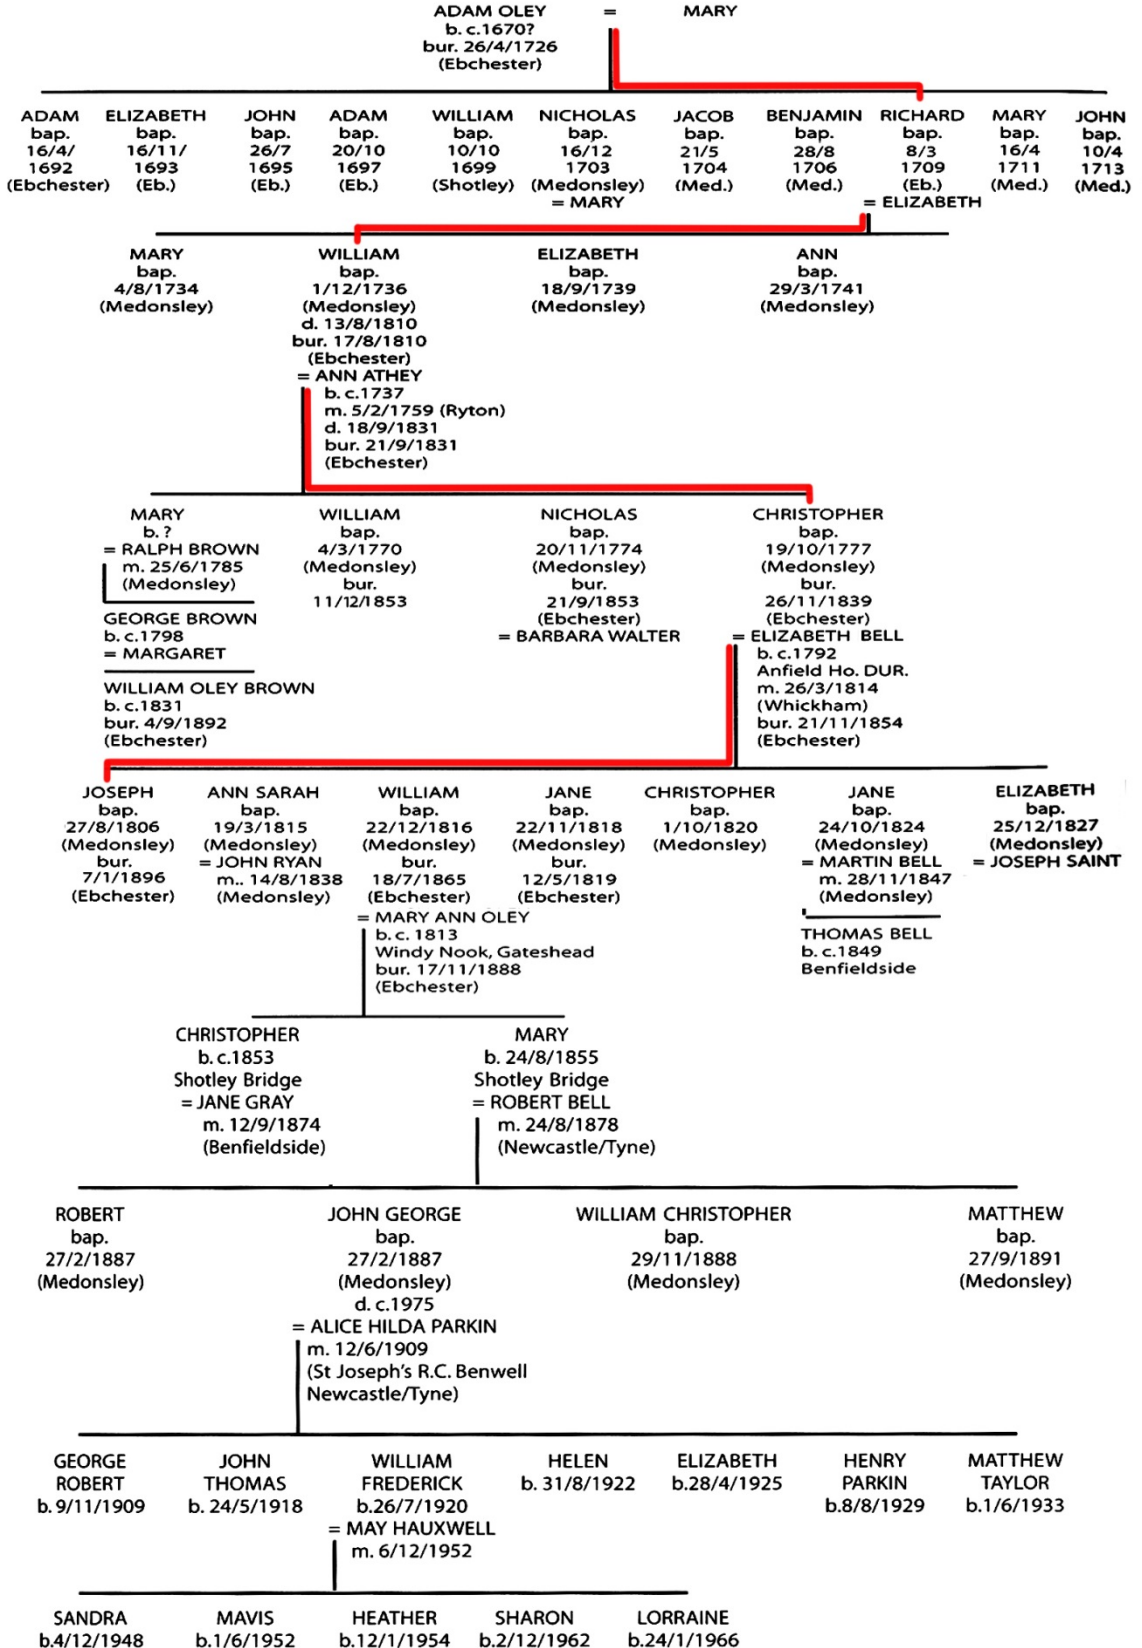 ADAM OLEY = MARY
b. c.1670?
bur. 26/4/1726
(Ebchester)
ADAM
bap.
16/4/
1692
(Ebchester)
ELIZABETH
bap.
16/11/
1693
(Eb.)
JOHN
bap.
26/7
1695
(Eb.)
ADAM
bap.
20/10
1697
(Eb.)
WILLIAM
bap.
10/10
1699
(Shotley)
NICHOLAS
bap.
16/12
1703
(Medonsley)
= MARY
JACOB
bap.
21/5
1704
(Med.)
BENJAMIN
bap.
28/8
1706
(Med.)
RICHARD
bap.
8/3
1709
(Eb.)
= ELIZABETH
MARY
bap.
16/4
1711
(Med.)
JOHN
bap.
10/4
1713
(Med.)
MARY
bap.
4/8/1734
(Medonsley)
WILLIAM
bap.
1/12/1736
(Medonsley)
d. 13/8/1810
bur. 17/8/1810
(Ebchester)
= ANN ATHEY
b. c.1737
m. 5/2/1759 (Ryton)
d. 18/9/1831
bur. 21/9/1831
(Ebchester)
ELIZABETH
bap.
18/9/1739
(Medonsley)
ANN
bap.
29/3/1741
(Medonsley)
MARY
b. ?
= RALPH BROWN
m. 25/6/1785
(Medonsley)
GEORGE BROWN
b. c.1798
= MARGARET
WILLIAM OLEY BROWN
b. c.1831
bur. 4/9/1892
(Ebchester)
WILLIAM
bap.
4/3/1770
(Medonsley)
bur.
11/12/1853
NICHOLAS
bap.
20/11/1774
(Medonsley)
bur.
21/9/1853
(Ebchester)
= BARBARA WALTER
CHRISTOPHER
bap.
19/10/1777
(Medonsley)
bur.
26/11/1839
(Ebchester)
= ELIZABETH BELL
b. c.1792
Anfield Ho. DUR.
m. 26/3/1814
(Whickham)
bur. 21/11/1854
(Ebchester)
JOSEPH
bap.
27/8/1806
(Medonsley)
bur.
7/1/1896
(Ebchester)
ANN SARAH
bap.
19/3/1815
(Medonsley)
= JOHN RYAN
m.. 14/8/1838
(Medonsley)
WILLIAM
bap.
22/12/1816
(Medonsley)
bur.
18/7/1865
(Ebchester)
= MARY ANN OLEY
b. c. 1813
Windy Nook, Gateshead
bur. 17/11/1888
(Ebchester)
JANE
bap.
22/11/1818
(Medonsley)
bur.
12/5/1819
(Ebchester)
CHRISTOPHER
bap.
1/10/1820
(Medonsley)
JANE
bap.
24/10/1824
(Medonsley)
= MARTIN BELL
m. 28/11/1847
(Medonsley)
THOMAS BELL
b. c.1849
Benfieldside
ELIZABETH
bap.
25/12/1827
(Medonsley)
= JOSEPH SAINT
CHRISTOPHER
b. c.1853
Shotley Bridge
= JANE GRAY
m. 12/9/1874
(Benfieldside)
MARY
b. 24/8/1855
Shotley Bridge
= ROBERT BELL
m. 24/8/1878
(Newcastle/Tyne)
ROBERT
bap.
27/2/1887
(Medonsley)
JOHN GEORGE
bap.
27/2/1887
(Medonsley)
d. c.1975
= ALICE HILDA PARKIN
m. 12/6/1909
(St Joseph's R.C. Benwell
Newcastle/Tyne)
WILLIAM CHRISTOPHER
bap.
29/11/1888
(Medonsley)
MATTHEW
bap.
27/9/1891
(Medonsley)
GEORGE
ROBERT
b. 9/11/1909
JOHN
THOMAS
b. 24/5/1918
WILLIAM
FREDERICK
b.26/7/1920
= MAY HAUXWELL
m. 6/12/1952
HELEN
b. 31/8/1922
ELIZABETH
b.28/4/1925
HENRY
PARKIN
b.8/8/1929
MATTHEW
TAYLOR
b.1/6/1933
SANDRA
b.4/12/1948
MAVIS
b.1/6/1952
HEATHER
b.12/1/1954
SHARON
b.2/12/1962
LORRAINE
b.24/1/1966